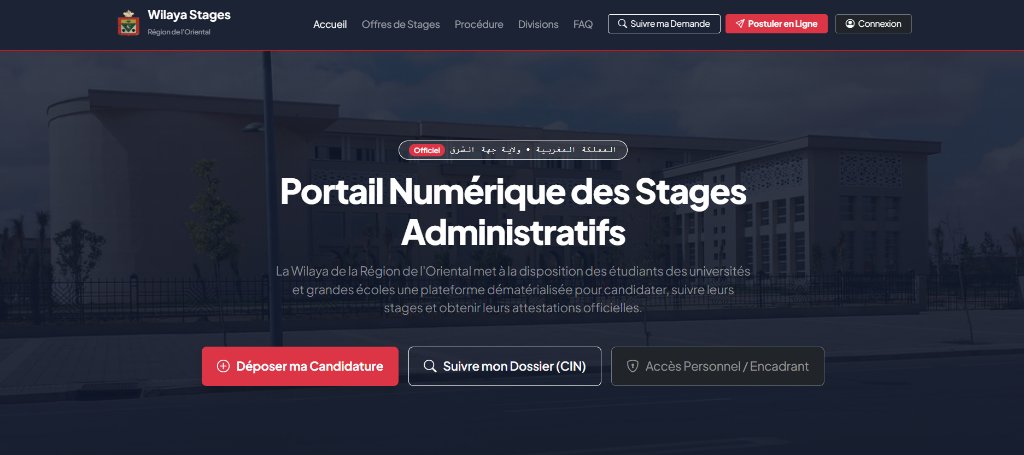 Wilaya Stages
Région de l'Oriental
Accueil
Offres de Stages
Procédure
Divisions
FAQ
Suivre ma Demande
Postuler en Ligne
Connexion
Officiel المملكة المغربية • ولاية جهة الشرق
Portail Numérique des Stages
Administratifs
La Wilaya de la Région de l'Oriental met à la disposition des étudiants des universités
et grandes écoles une plateforme dématérialisée pour candidater, suivre leurs
stages et obtenir leurs attestations officielles.
Déposer ma Candidature
Suivre mon Dossier (CIN)
Accès Personnel / Encadrant